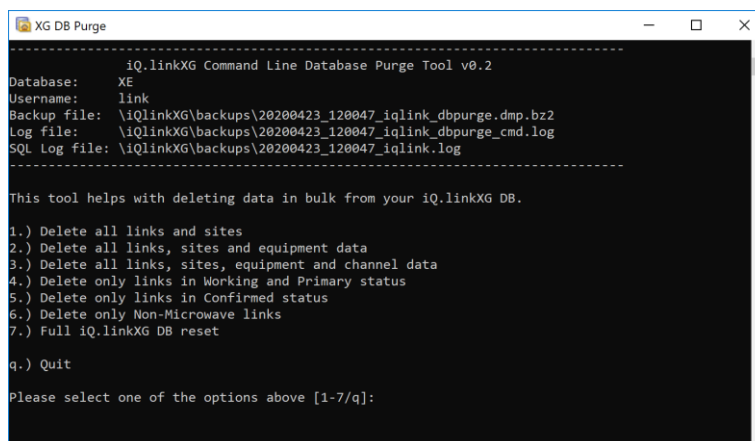 XG DB Purge
--------------------------------------------------------------------------------
iQ.linkXG Command Line Database Purge Tool v0.2
Database: XE
Username: link
Backup file: \iQlinkXG\backups\20200423_120047_iqlink_dbpurge.dmp.bz2
Log file: \iQlinkXG\backups\20200423_120047_iqlink_dbpurge_cmd.log
SQL Log file: \iQlinkXG\backups\20200423_120047_iqlink.log
--------------------------------------------------------------------------------
This tool helps with deleting data in bulk from your iQ.linkXG DB.
1.) Delete all links and sites
2.) Delete all links, sites and equipment data
3.) Delete all links, sites, equipment and channel data
4.) Delete only links in Working and Primary status
5.) Delete only links in Confirmed status
6.) Delete only Non-Microwave links
7.) Full iQ.linkXG DB reset
q.) Quit
Please select one of the options above [1-7/q]: